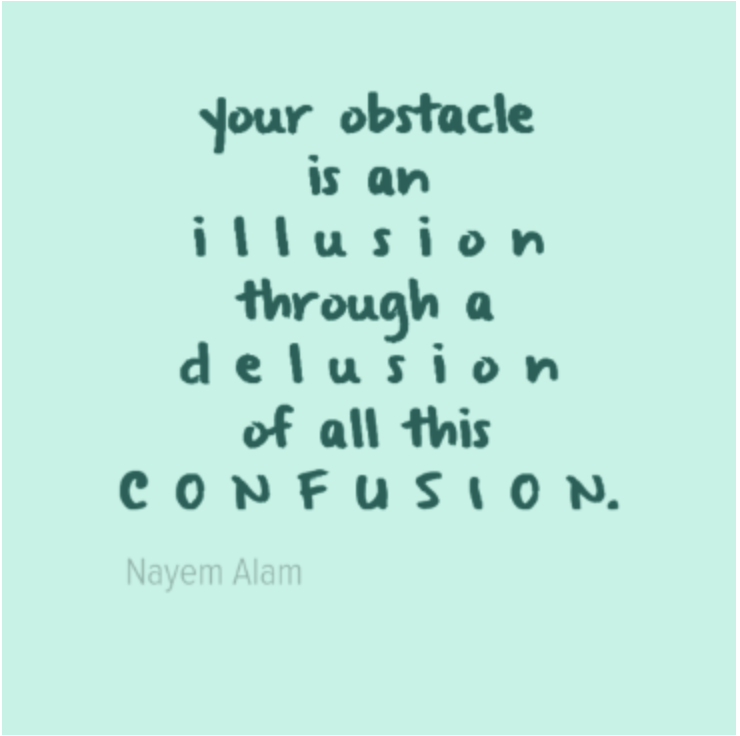 your obstacle
is an
illusion
through a
delusion
of all this
CONFUSION.
Nayem Alam